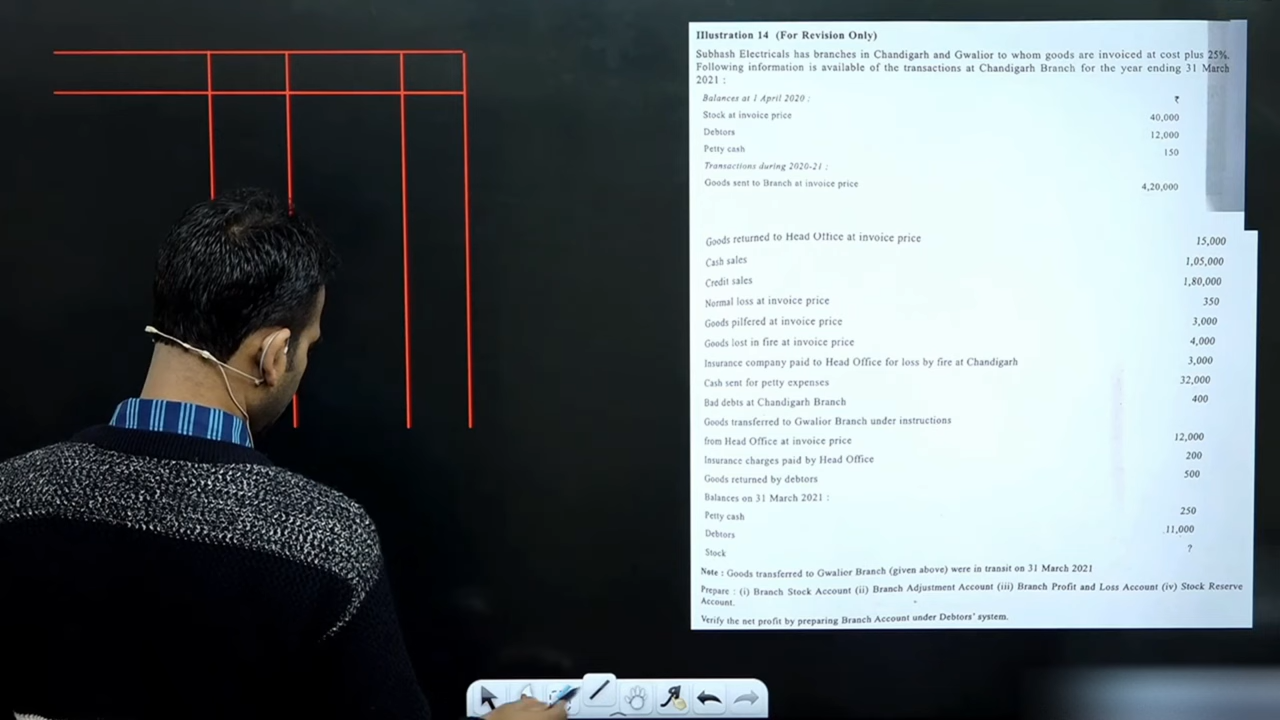 Illustration 14 (For Revision Only)
Subhash Electricals has branches in Chandigarh and Gwalior to whom goods are invoiced at cost plus 25%.
Following information is available of the transactions at Chandigarh Branch for the year ending 31 March
2021 :
Balances at 1 April 2020 : ₹
Stock at invoice price 40,000
Debtors 12,000
Petty cash 150
Transactions during 2020-21 :
Goods sent to Branch at invoice price 4,20,000
Goods returned to Head Office at invoice price 15,000
Cash sales 1,05,000
Credit sales 1,80,000
Normal loss at invoice price 350
Goods pilfered at invoice price 3,000
Goods lost in fire at invoice price 4,000
Insurance company paid to Head Office for loss by fire at Chandigarh 3,000
Cash sent for petty expenses 32,000
Bad debts at Chandigarh Branch 400
Goods transferred to Gwalior Branch under instructions
from Head Office at invoice price 12,000
Insurance charges paid by Head Office 200
Goods returned by debtors 500
Balances on 31 March 2021 :
Petty cash 250
Debtors 11,000
Stock ?
Note : Goods transferred to Gwalior Branch (given above) were in transit on 31 March 2021
Prepare : (i) Branch Stock Account (ii) Branch Adjustment Account (iii) Branch Profit and Loss Account (iv) Stock Reserve
Account.
Verify the net profit by preparing Branch Account under Debtors' system.